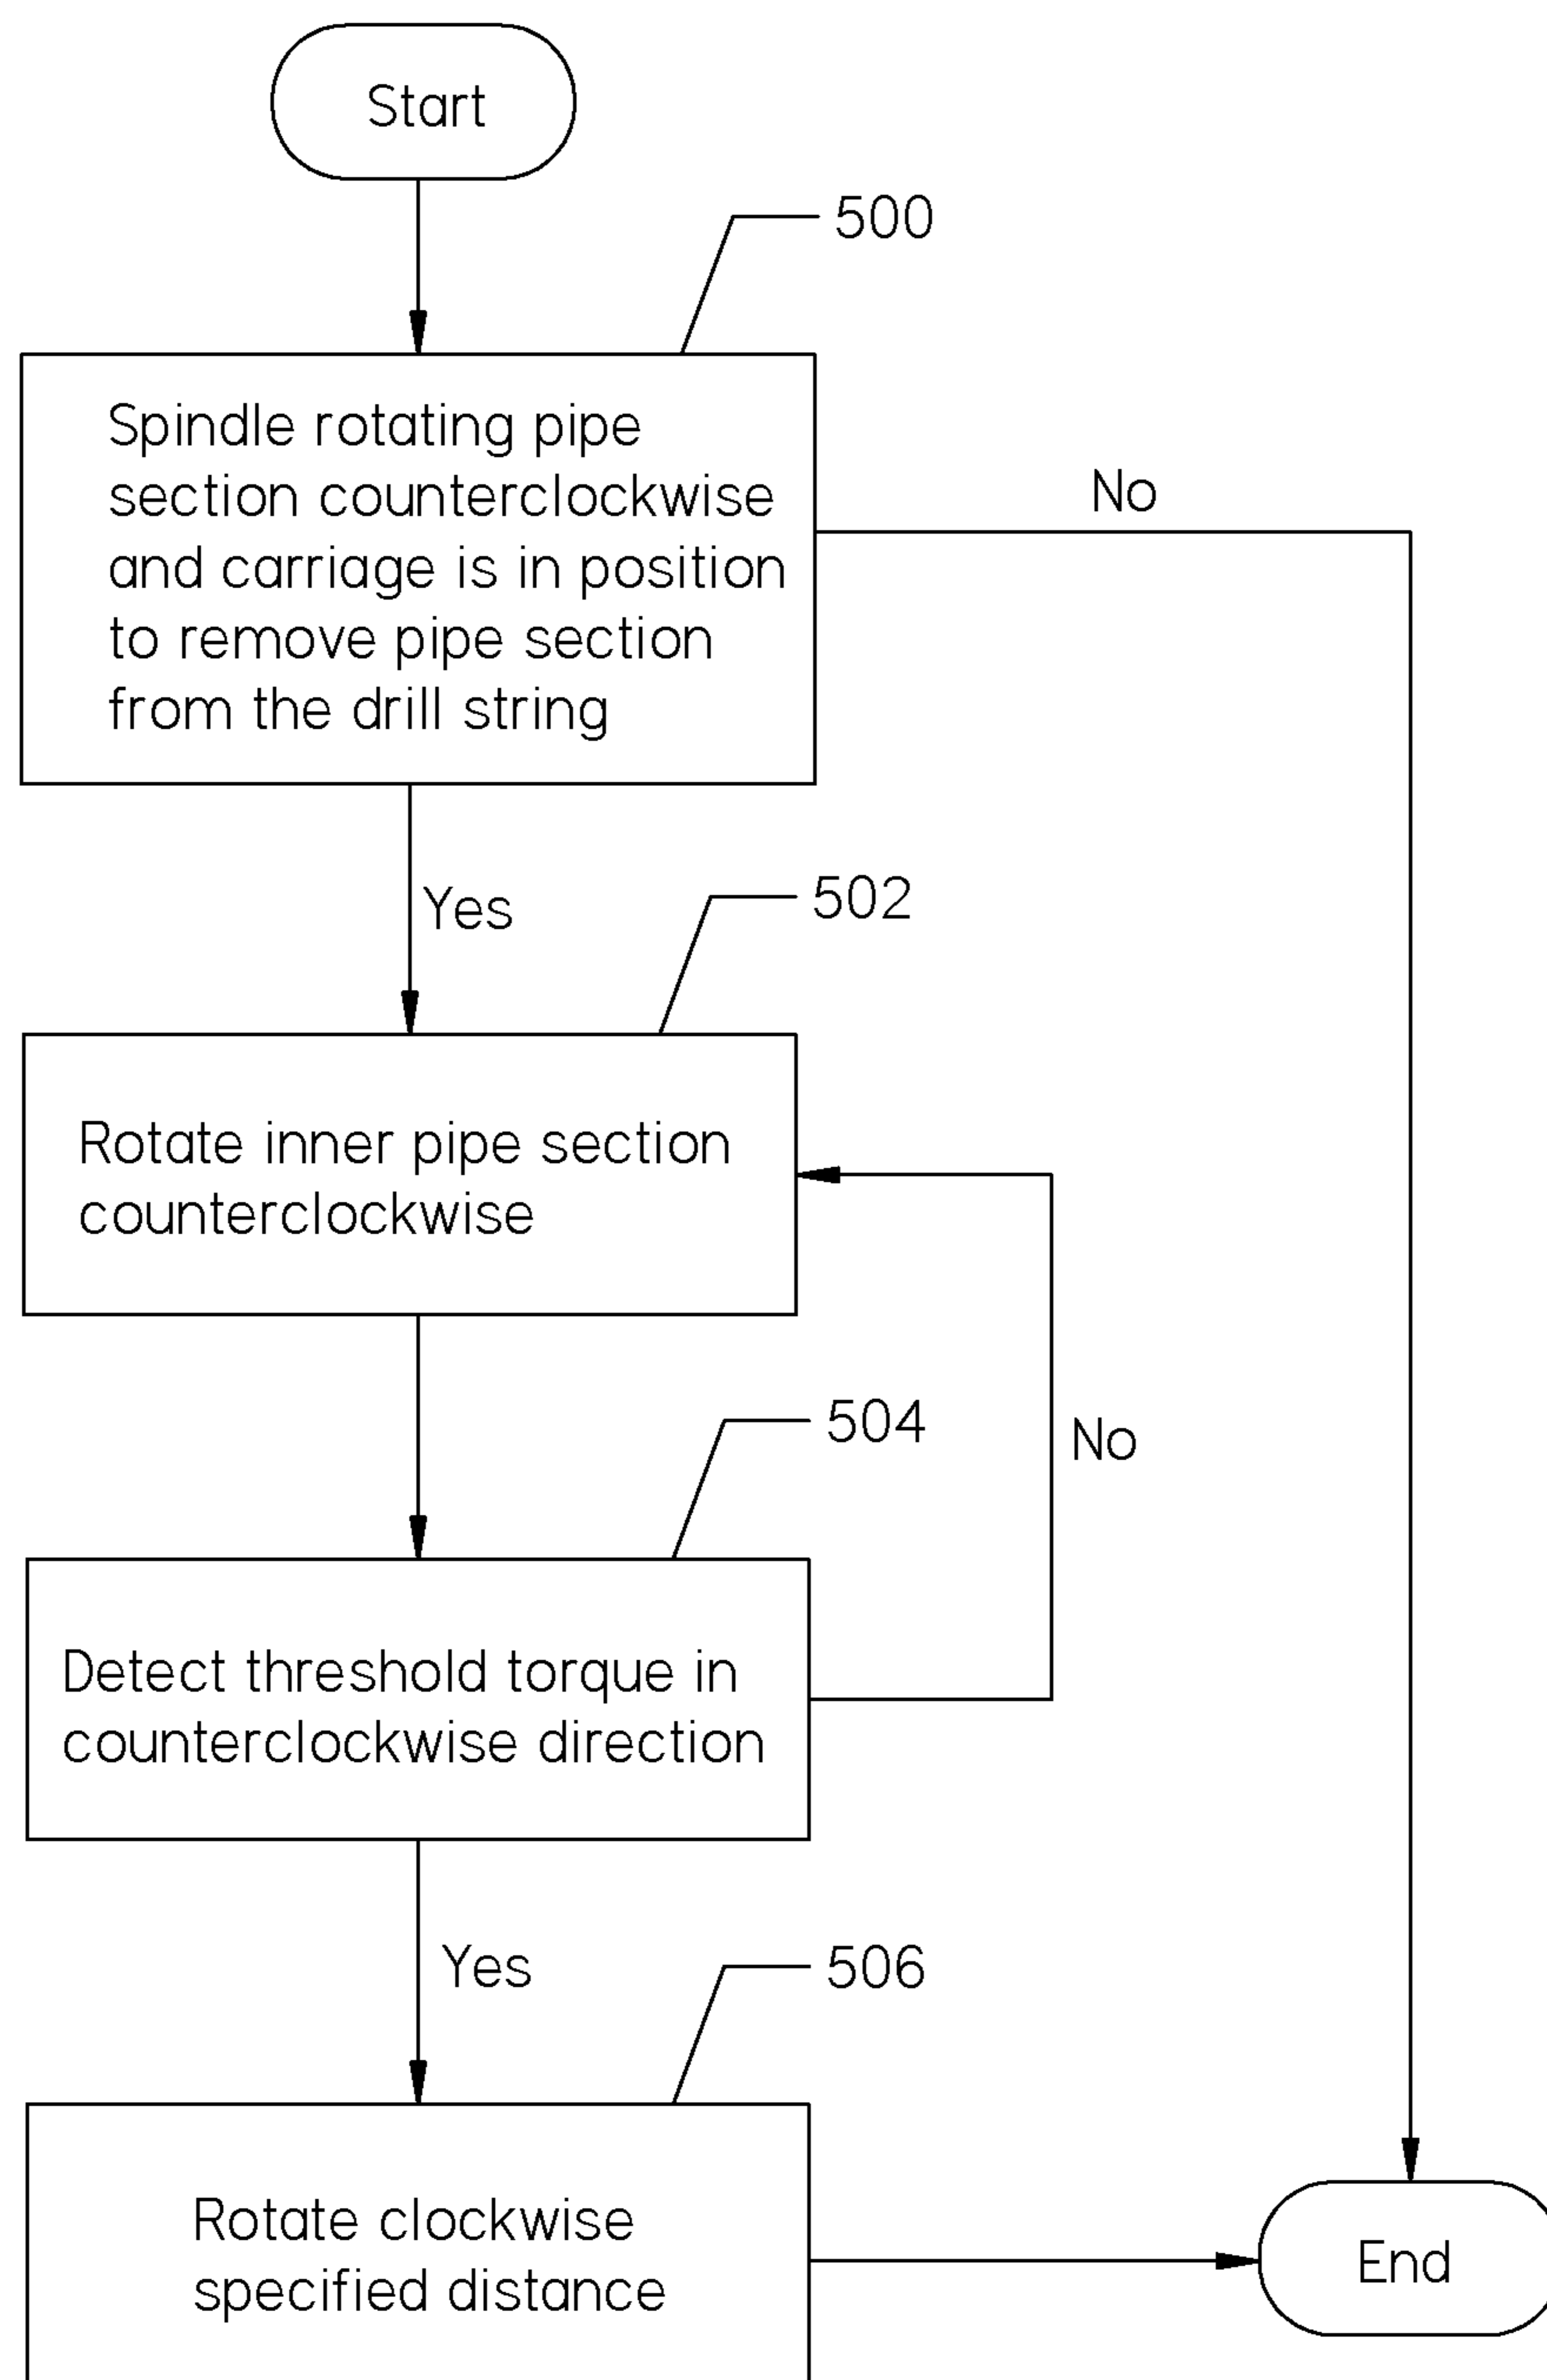 Start
500
Spindle rotating pipe
section counterclockwise
and carriage is in position
to remove pipe section
from the drill string
No
Yes
502
Rotate inner pipe section
counterclockwise
504
No
Detect threshold torque in
counterclockwise direction
Yes
506
Rotate clockwise
specified distance
End